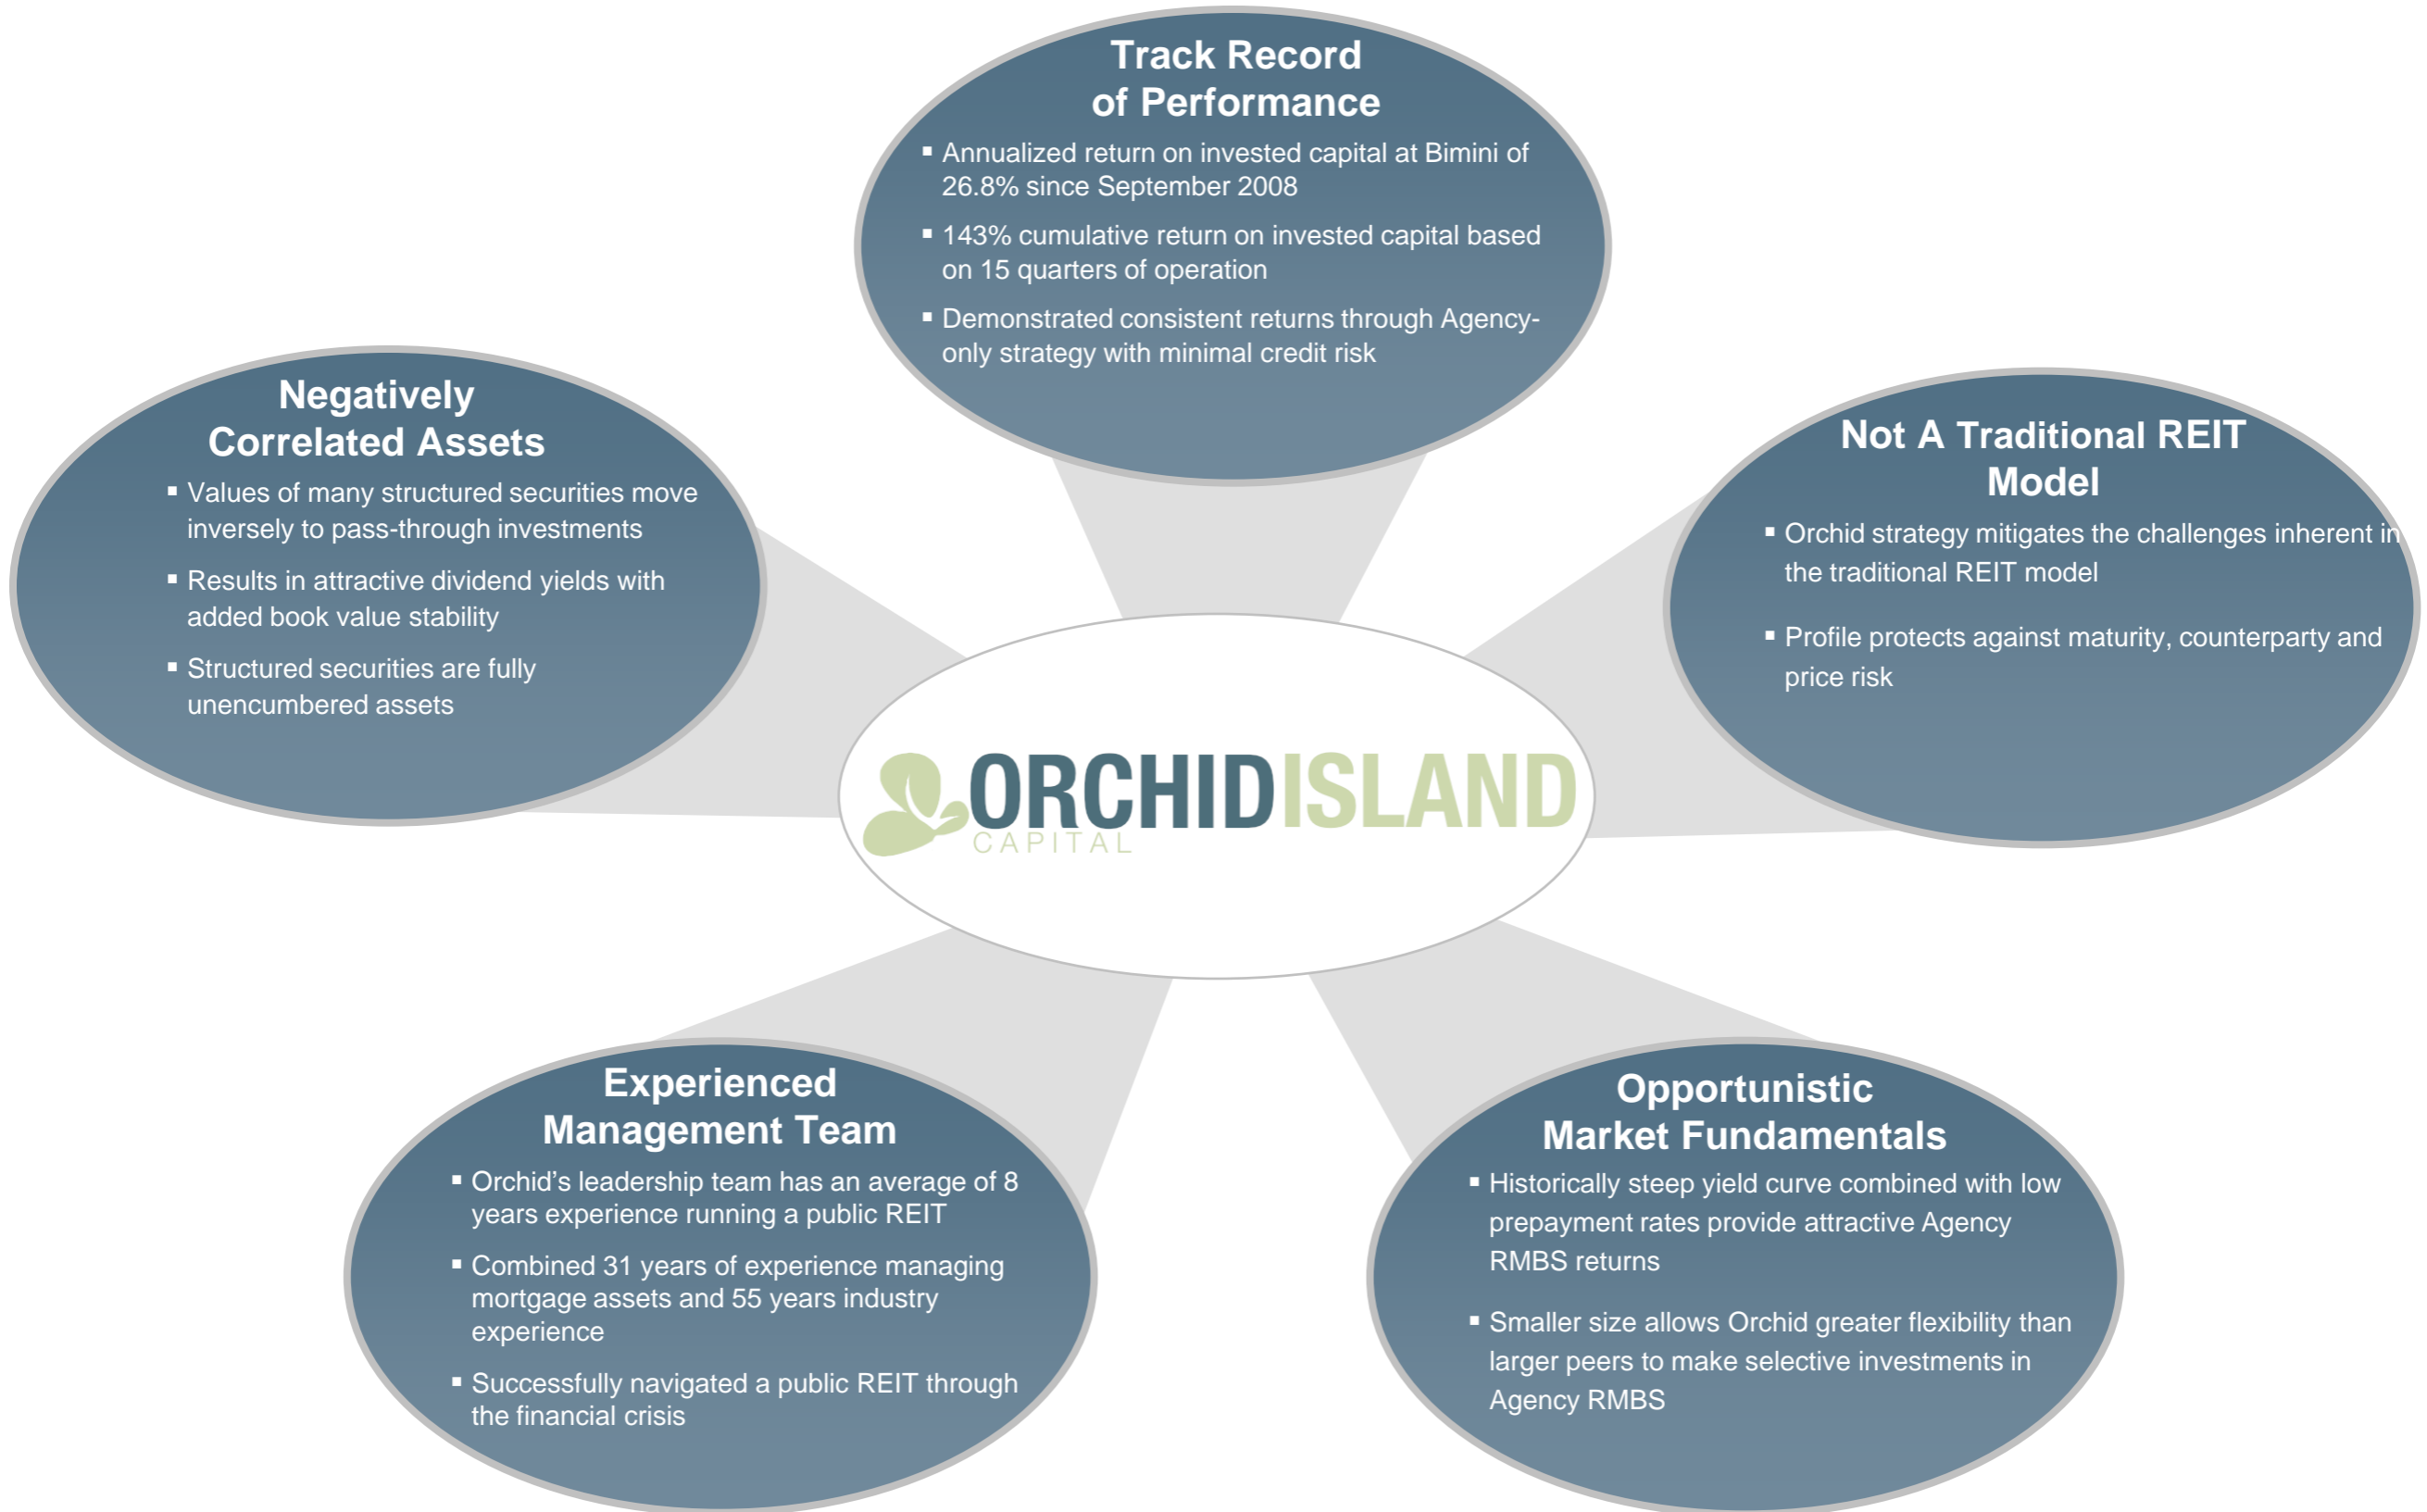 Track Record
of Performance
▪ Annualized return on invested capital at Bimini of
26.8% since September 2008
▪ 143% cumulative return on invested capital based
on 15 quarters of operation
▪ Demonstrated consistent returns through Agency-
only strategy with minimal credit risk
Negatively
Correlated Assets
▪ Values of many structured securities move
inversely to pass-through investments
▪ Results in attractive dividend yields with
added book value stability
▪ Structured securities are fully
unencumbered assets
Not A Traditional REIT
Model
▪ Orchid strategy mitigates the challenges inherent in
the traditional REIT model
▪ Profile protects against maturity, counterparty and
price risk
ORCHIDISLAND
CAPITAL
Experienced
Management Team
▪ Orchid’s leadership team has an average of 8
years experience running a public REIT
▪ Combined 31 years of experience managing
mortgage assets and 55 years industry
experience
▪ Successfully navigated a public REIT through
the financial crisis
Opportunistic
Market Fundamentals
▪ Historically steep yield curve combined with low
prepayment rates provide attractive Agency
RMBS returns
▪ Smaller size allows Orchid greater flexibility than
larger peers to make selective investments in
Agency RMBS